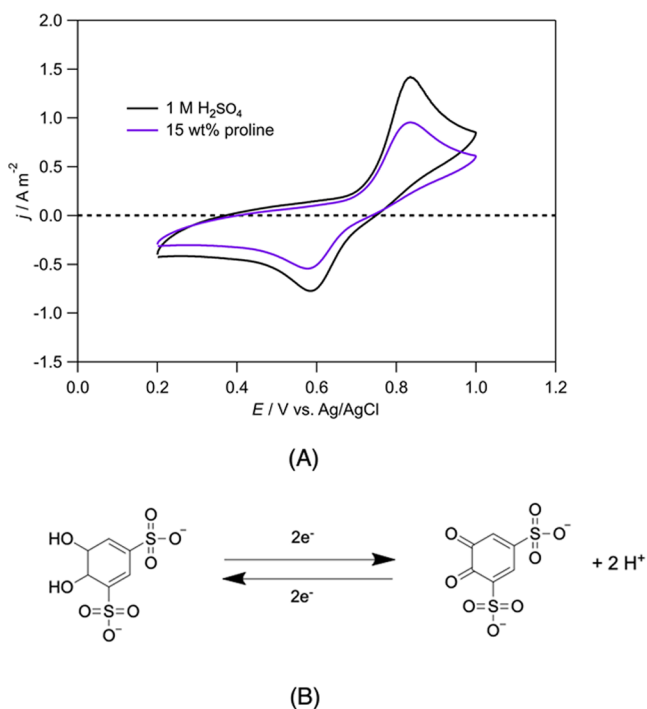 2.0
1.5
1.0
0.5
0.0
-0.5
-1.0
-1.5
j / A m⁻²
1 M H₂SO₄
15 wt% proline
0.0 0.2 0.4 0.6 0.8 1.0 1.2
E / V vs. Ag/AgCl
(A)
HO
HO
O
S
O
O⁻
O=S=O
O⁻
2e⁻
2e⁻
O
O
O
S
O
O⁻
O=S=O
O⁻
+ 2 H⁺
(B)